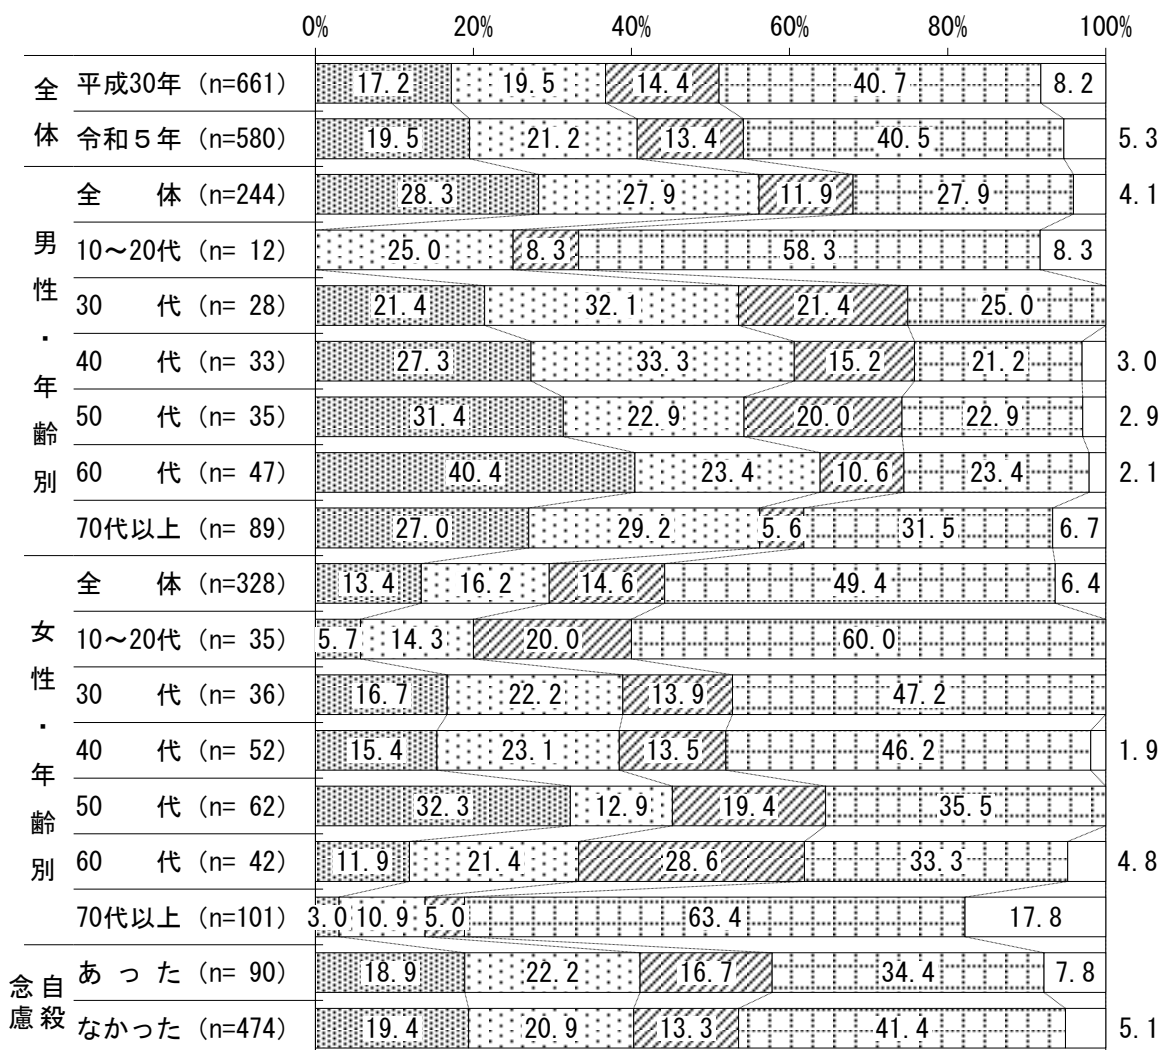 0% 20% 40% 60% 80% 100%
全体
平成30年 (n=661) 17.2 19.5 14.4 40.7 8.2
令和５年 (n=580) 19.5 21.2 13.4 40.5 5.3
男性・年齢別
全　　体 (n=244) 28.3 27.9 11.9 27.9 4.1
10～20代 (n= 12) 25.0 8.3 58.3 8.3
30　　代 (n= 28) 21.4 32.1 21.4 25.0
40　　代 (n= 33) 27.3 33.3 15.2 21.2 3.0
50　　代 (n= 35) 31.4 22.9 20.0 22.9 2.9
60　　代 (n= 47) 40.4 23.4 10.6 23.4 2.1
70代以上 (n= 89) 27.0 29.2 5.6 31.5 6.7
女性・年齢別
全　　体 (n=328) 13.4 16.2 14.6 49.4 6.4
10～20代 (n= 35) 5.7 14.3 20.0 60.0
30　　代 (n= 36) 16.7 22.2 13.9 47.2
40　　代 (n= 52) 15.4 23.1 13.5 46.2 1.9
50　　代 (n= 62) 32.3 12.9 19.4 35.5
60　　代 (n= 42) 11.9 21.4 28.6 33.3 4.8
70代以上 (n=101) 3.0 10.9 5.0 63.4 17.8
自殺念慮
あ っ た (n= 90) 18.9 22.2 16.7 34.4 7.8
なかった (n=474) 19.4 20.9 13.3 41.4 5.1